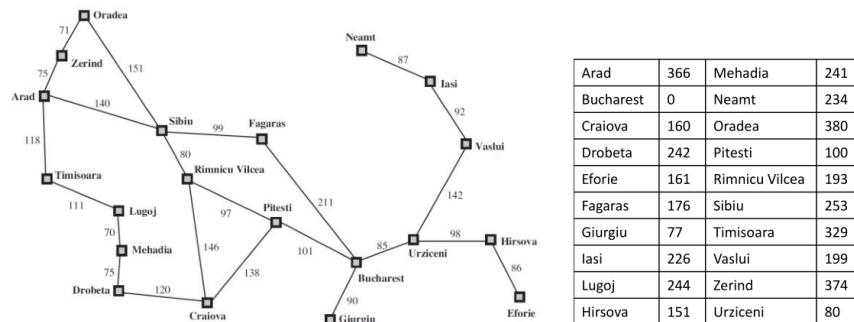 Oradea
71
Neamt
87
Zerind
151
Iasi
75
Arad
140
92
Sibiu
Fagaras
99
118
Vaslui
80
Rimnicu Vilcea
Timisoara
142
111
Lugoj
97
Pitesti
211
70
98
Hirsova
146
85
Mehadia
101
Urziceni
75
138
86
Bucharest
Drobeta
120
90
Craiova
Eforie
Giurgiu
Arad 366 Mehadia 241
Bucharest 0 Neamt 234
Craiova 160 Oradea 380
Drobeta 242 Pitesti 100
Eforie 161 Rimnicu Vilcea 193
Fagaras 176 Sibiu 253
Giurgiu 77 Timisoara 329
Iasi 226 Vaslui 199
Lugoj 244 Zerind 374
Hirsova 151 Urziceni 80